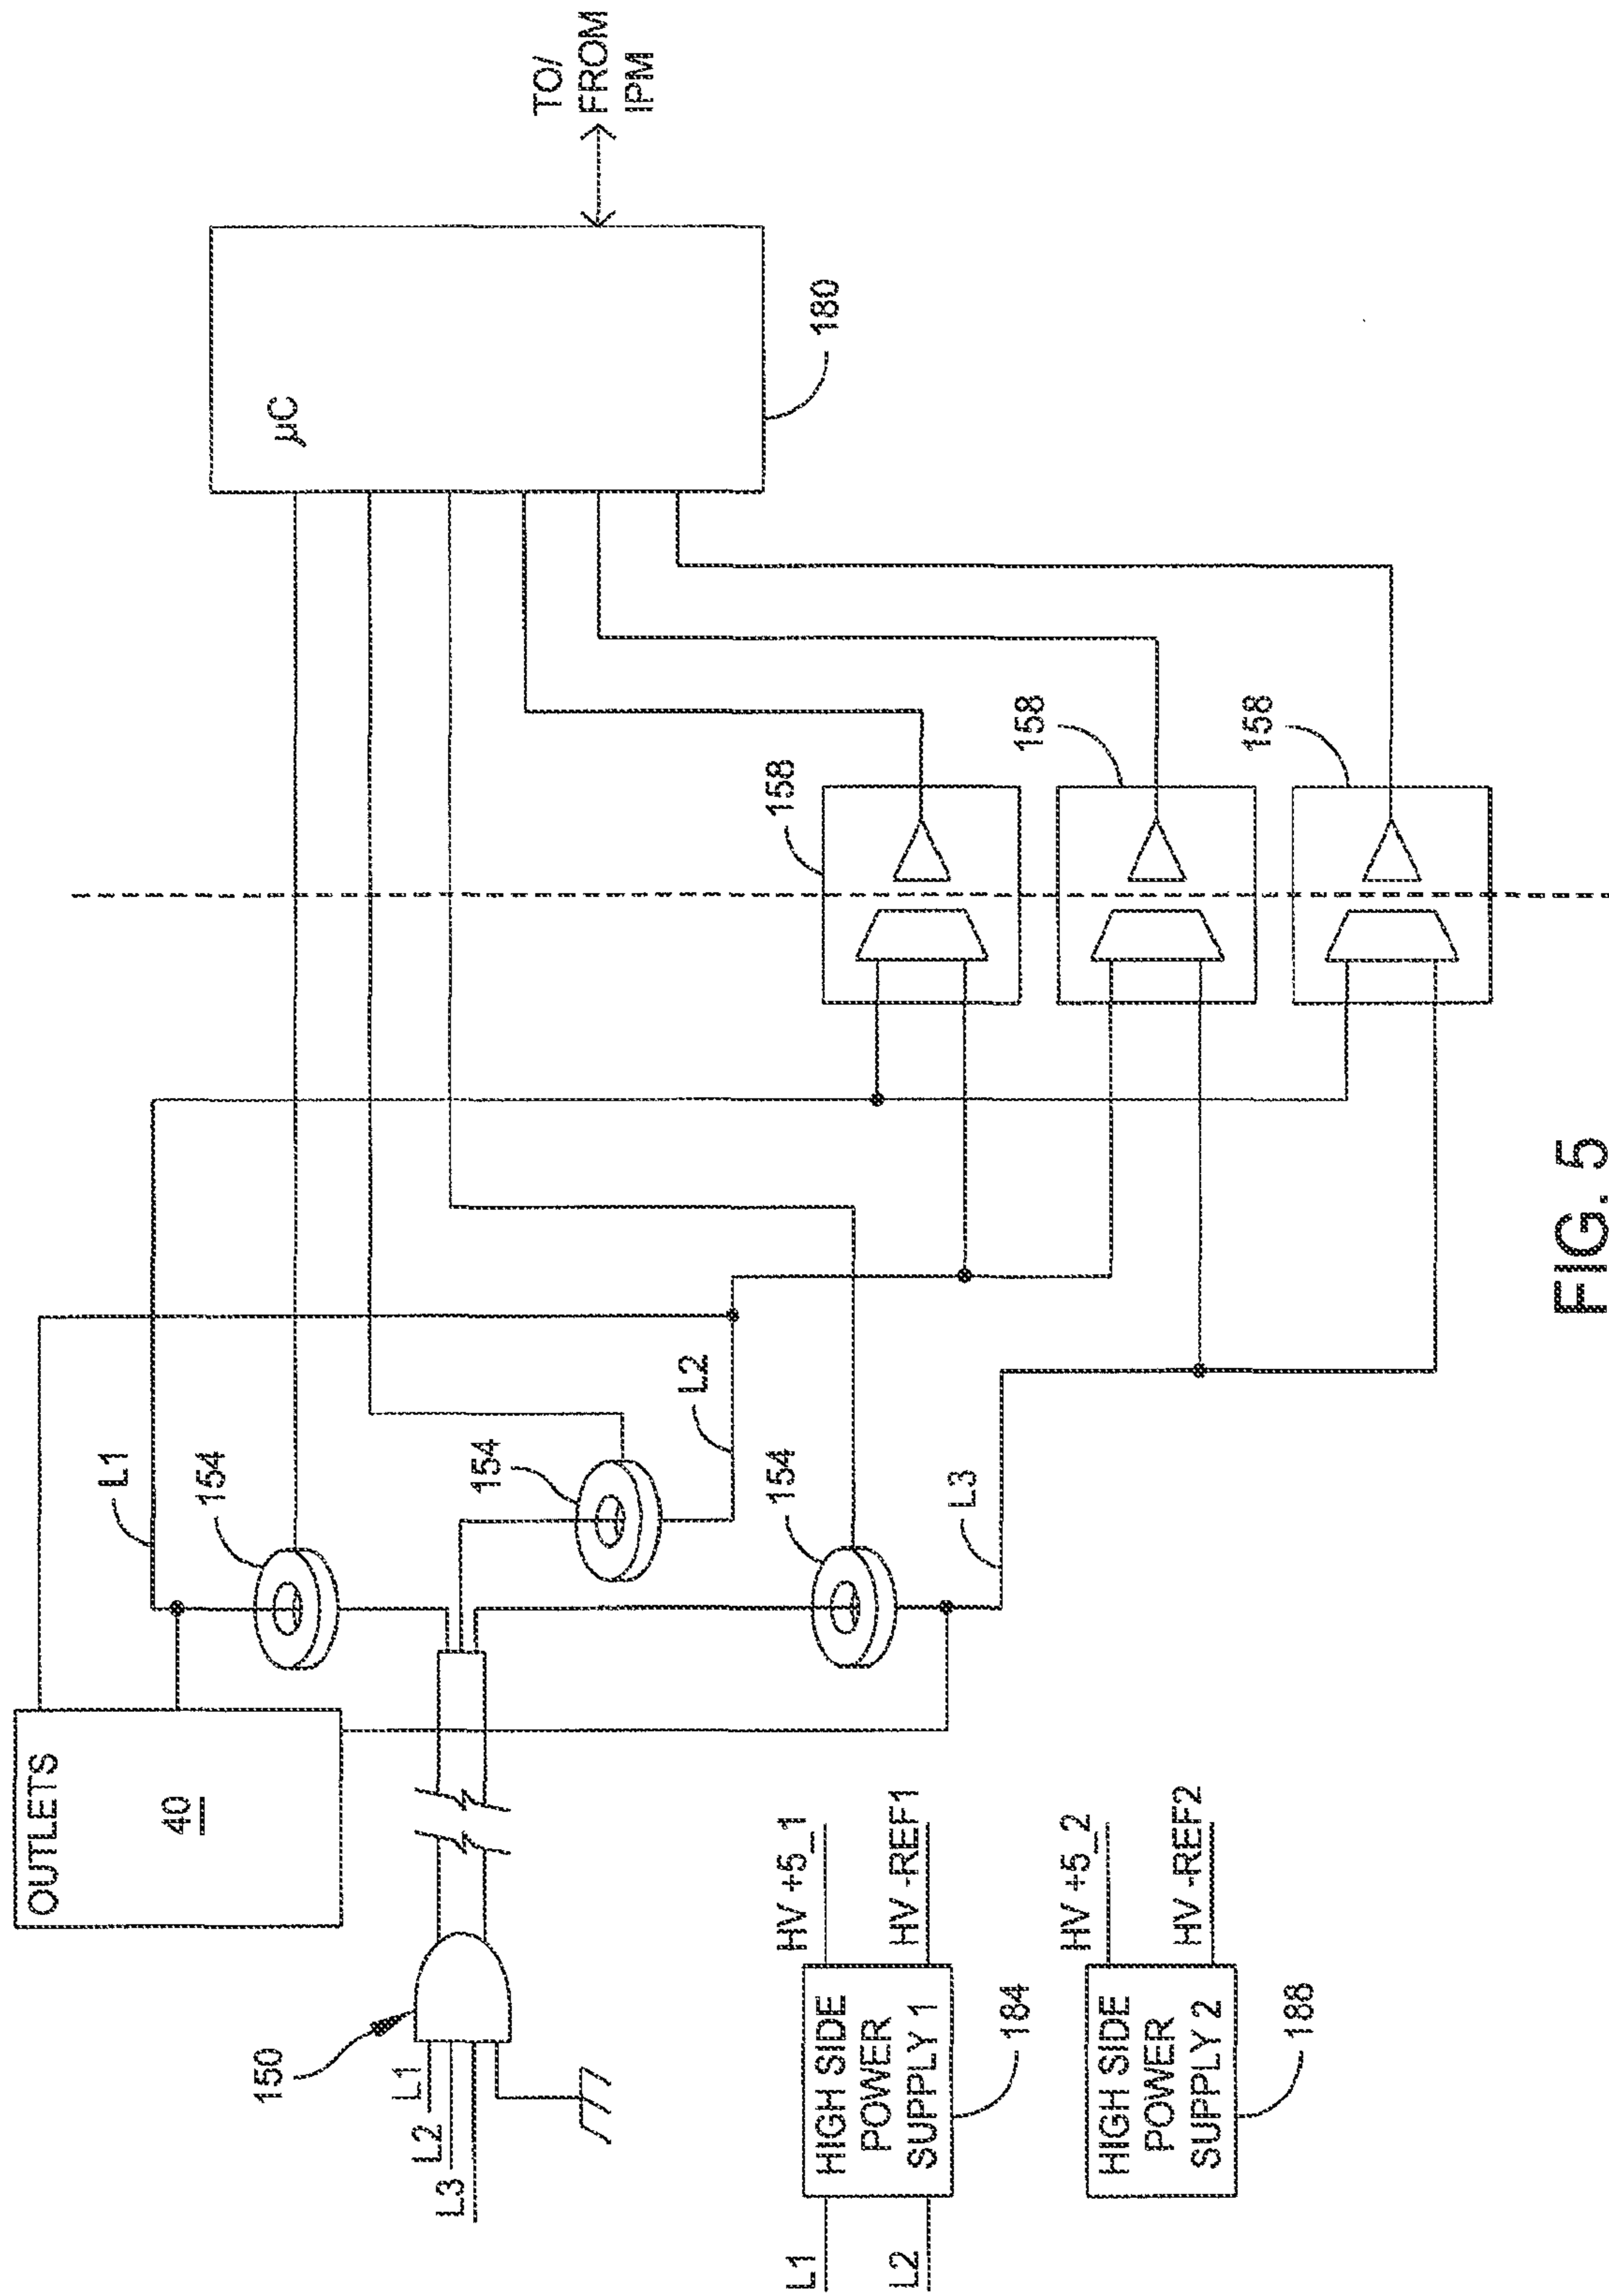 OUTLETS
40
L1
154
154
L2
154
L3
µC
180
TO/
FROM
IPM
158
158
158
150
L1
L2
L3
L1
L2
HIGH SIDE
POWER
SUPPLY 1
HV +5_1
HV -REF1
184
HIGH SIDE
POWER
SUPPLY 2
HV +5_2
HV -REF2
188
FIG. 5